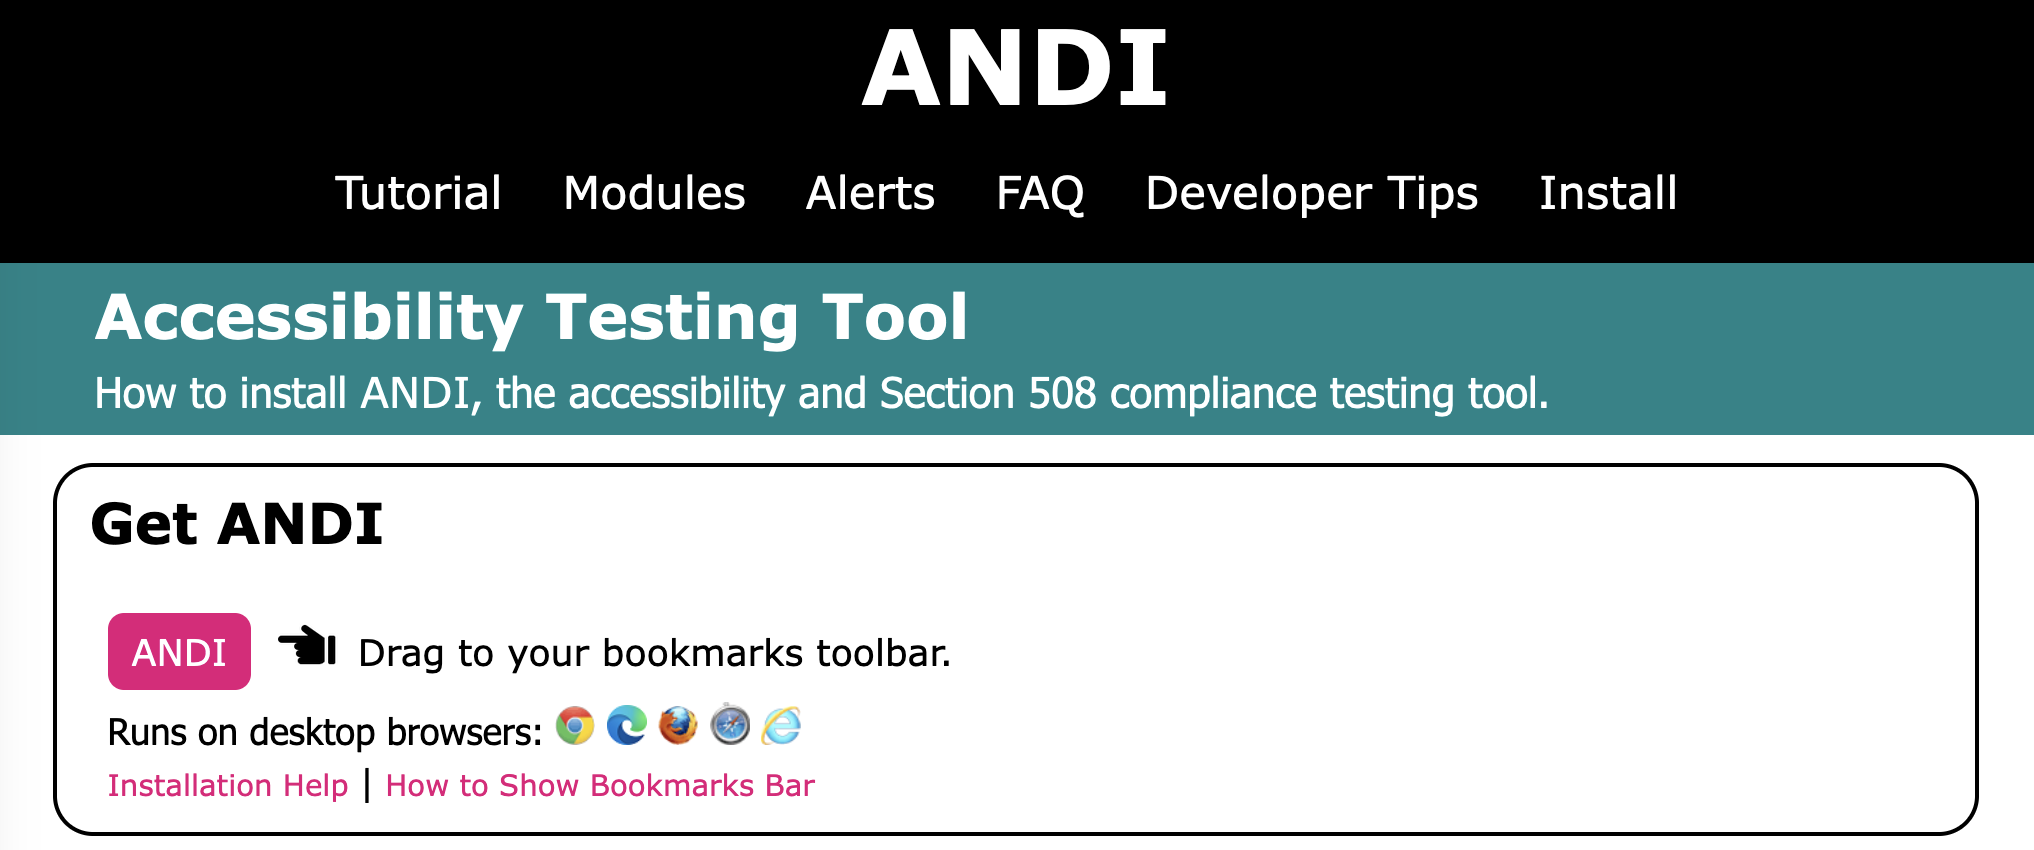 ANDI
Tutorial Modules Alerts FAQ Developer Tips Install
Accessibility Testing Tool
How to install ANDI, the accessibility and Section 508 compliance testing tool.
Get ANDI
ANDI Drag to your bookmarks toolbar.
Runs on desktop browsers:
Installation Help | How to Show Bookmarks Bar